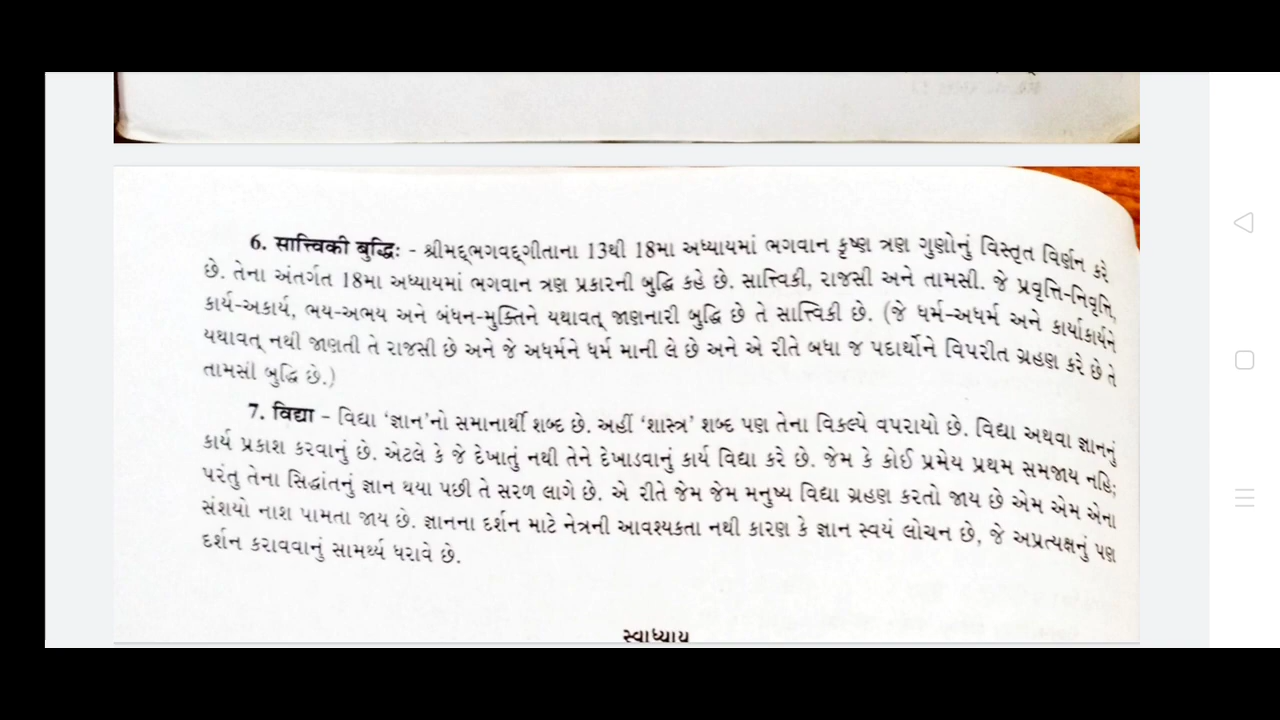 6. सात्त्विकी बुद्धिः - શ્રીમદ્ભગવદ્ગીતાના 13થી 18મા અધ્યાયમાં ભગવાન કૃષ્ણ ત્રણ ગુણોનું વિસ્તૃત વિર્ણન કરે
છે. તેના અંતર્ગત 18મા અધ્યાયમાં ભગવાન ત્રણ પ્રકારની બુદ્ધિ કહે છે. સાત્ત્વિકી, રાજસી અને તામસી. જે પ્રવૃત્તિ-નિવૃત્તિ,
કાર્ય-અકાર્ય, ભય-અભય અને બંધન-મુક્તિને યથાવત્ જાણનારી બુદ્ધિ છે તે સાત્ત્વિકી છે. (જે ધર્મ-અધર્મ અને કાર્યાકાર્યને
યથાવત્ નથી જાણતી તે રાજસી છે અને જે અધર્મને ધર્મ માની લે છે અને એ રીતે બધા જ પદાર્થોને વિપરીત ગ્રહણ કરે છે તે
તામસી બુદ્ધિ છે.)
7. विद्या - વિદ્યા ‘જ્ઞાન’નો સમાનાર્થી શબ્દ છે. અહીં ‘શાસ્ત્ર’ શબ્દ પણ તેના વિકલ્પે વપરાયો છે. વિદ્યા અથવા જ્ઞાનનું
કાર્ય પ્રકાશ કરવાનું છે. એટલે કે જે દેખાતું નથી તેને દેખાડવાનું કાર્ય વિદ્યા કરે છે. જેમ કે કોઈ પ્રમેય પ્રથમ સમજાય નહિ;
પરંતુ તેના સિદ્ધાંતનું જ્ઞાન થયા પછી તે સરળ લાગે છે. એ રીતે જેમ જેમ મનુષ્ય વિદ્યા ગ્રહણ કરતો જાય છે એમ એમ એના
સંશયો નાશ પામતા જાય છે. જ્ઞાનના દર્શન માટે નેત્રની આવશ્યકતા નથી કારણ કે જ્ઞાન સ્વયં લોચન છે, જે અપ્રત્યક્ષનું પણ
દર્શન કરાવવાનું સામર્થ્ય ધરાવે છે.
સ્વાધ્યાય